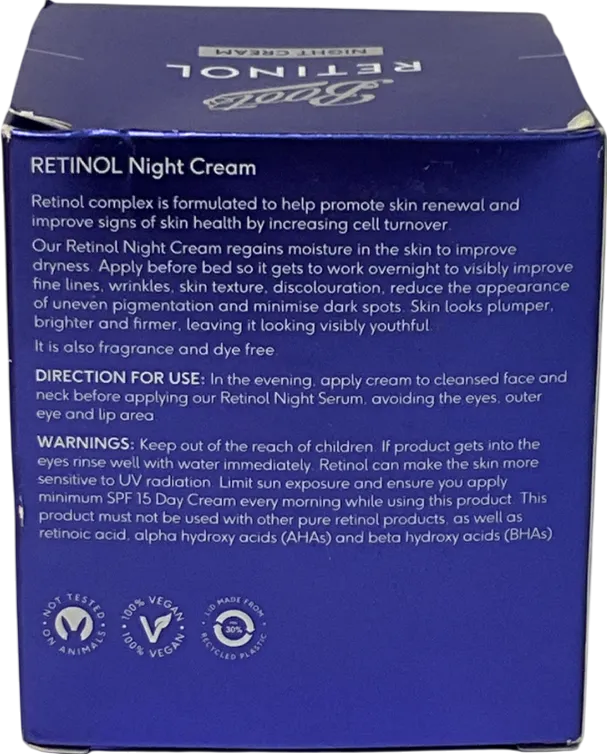 NIGHT CREAM
RETINOL
Boots
RETINOL Night Cream
Retinol complex is formulated to help promote skin renewal and
improve signs of skin health by increasing cell turnover.
Our Retinol Night Cream regains moisture in the skin to improve
dryness. Apply before bed so it gets to work overnight to visibly improve
fine lines, wrinkles, skin texture, discolouration, reduce the appearance
of uneven pigmentation and minimise dark spots. Skin looks plumper,
brighter and firmer, leaving it looking visibly youthful.
It is also fragrance and dye free.
DIRECTION FOR USE: In the evening, apply cream to cleansed face and
neck before applying our Retinol Night Serum, avoiding the eyes, outer
eye and lip area.
WARNINGS: Keep out of the reach of children. If product gets into the
eyes rinse well with water immediately. Retinol can make the skin more
sensitive to UV radiation. Limit sun exposure and ensure you apply
minimum SPF 15 Day Cream every morning while using this product. This
product must not be used with other pure retinol products, as well as
retinoic acid, alpha hydroxy acids (AHAs) and beta hydroxy acids (BHAs).
NOT TESTED ON ANIMALS
100% VEGAN 100% VEGAN
LID MADE FROM 30% RECYCLED PLASTIC